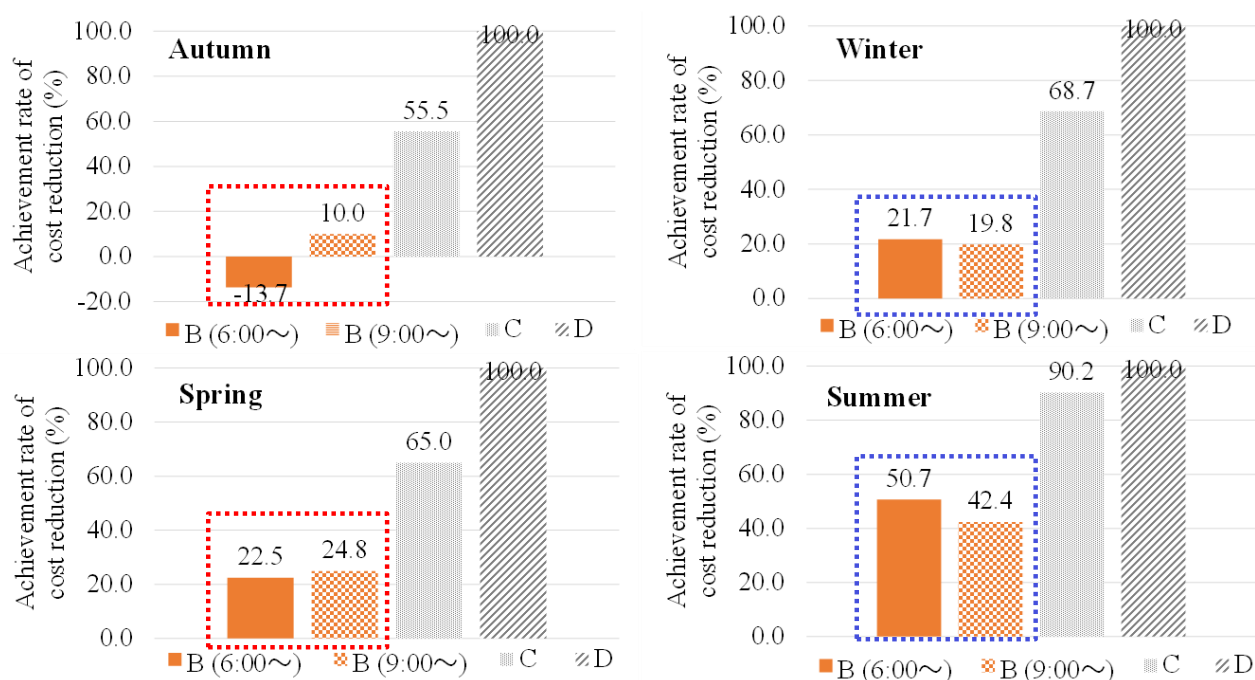 Achievement rate of
cost reduction (%)
Autumn
100.0
80.0
60.0
40.0
20.0
0.0
-20.0
-13.7
10.0
55.5
100.0
B (6:00～) B (9:00～) C D
Achievement rate of
cost reduction (%)
Winter
100.0
80.0
60.0
40.0
20.0
0.0
21.7
19.8
68.7
100.0
B (6:00～) B (9:00～) C D
Achievement rate of
cost reduction (%)
Spring
100.0
80.0
60.0
40.0
20.0
0.0
22.5
24.8
65.0
100.0
B (6:00～) B (9:00～) C D
Achievement rate of
cost reduction (%)
Summer
100.0
80.0
60.0
40.0
20.0
0.0
50.7
42.4
90.2
100.0
B (6:00～) B (9:00～) C D